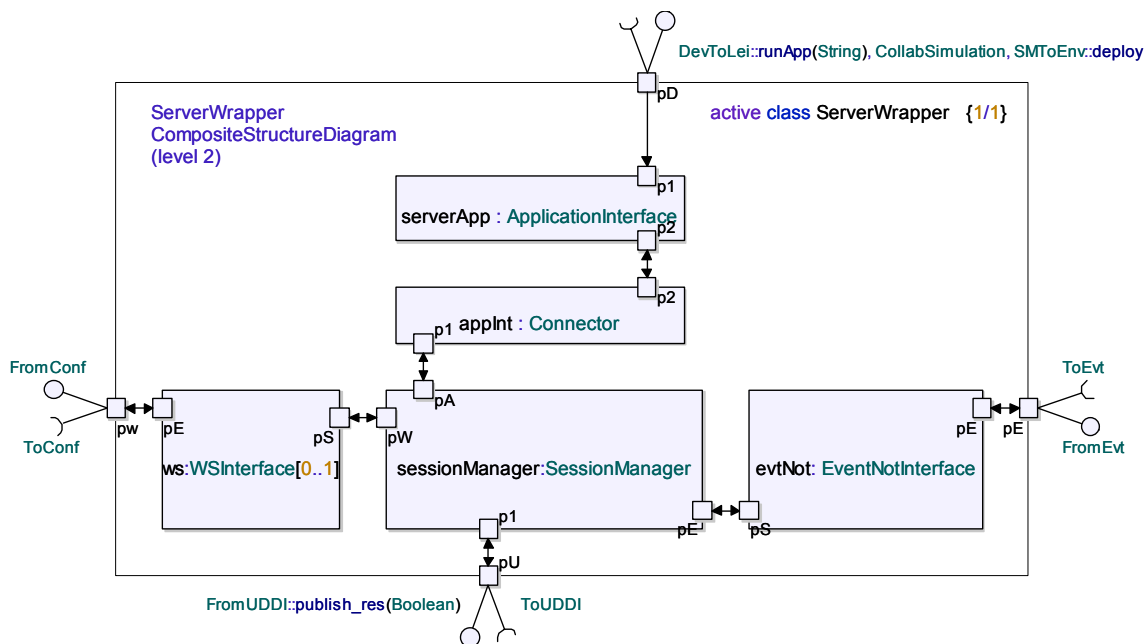 DevToLei::runApp(String), CollabSimulation, SMToEnv::deploy
pD
ServerWrapper
CompositeStructureDiagram
(level 2)
active class ServerWrapper {1/1}
p1
serverApp : ApplicationInterface
p2
p2
appInt : Connector
p1
FromConf
ToConf
pw
pE
pS
ws:WSInterface[0..1]
pA
pW
sessionManager:SessionManager
pE
p1
pU
pE
pS
evtNot: EventNotInterface
pE
ToEvt
FromEvt
FromUDDI::publish_res(Boolean)
ToUDDI